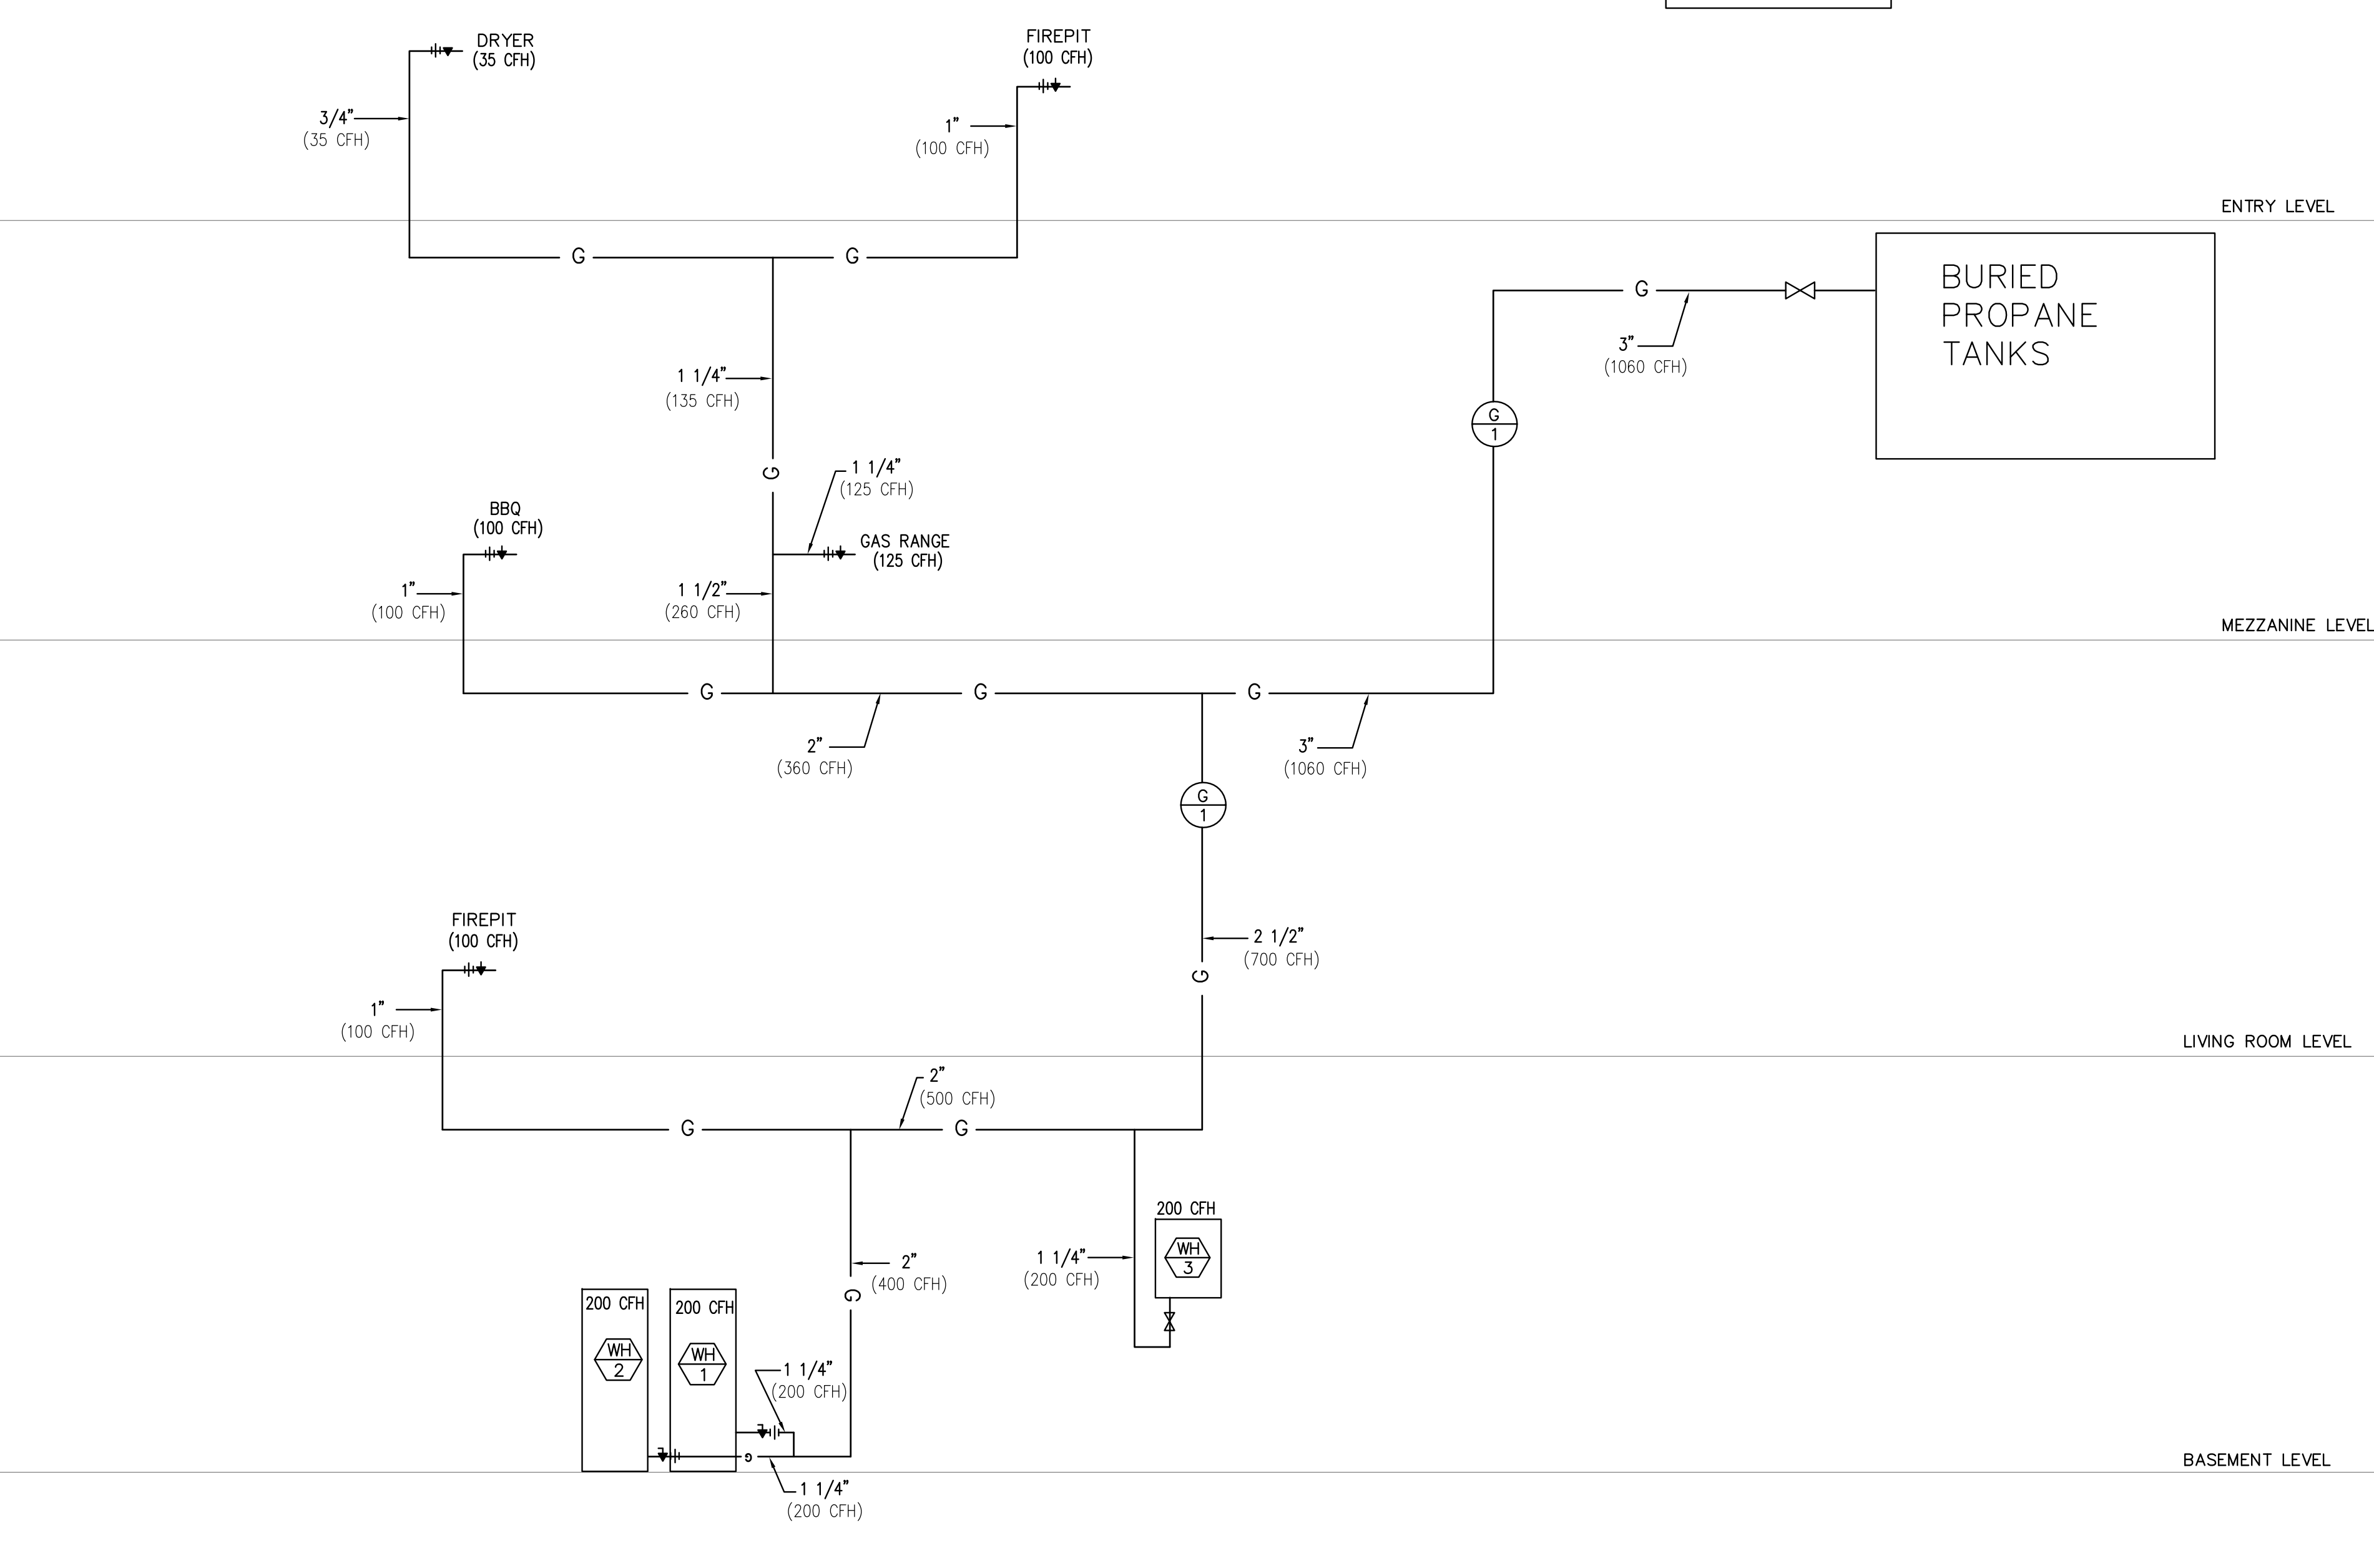 DRYER
(35 CFH)
FIREPIT
(100 CFH)
3/4”
(35 CFH)
1”
(100 CFH)
ENTRY LEVEL
G
G
BURIED
PROPANE
TANKS
G
3”
(1060 CFH)
1 1/4”
(135 CFH)
G
1
G
1 1/4”
(125 CFH)
BBQ
(100 CFH)
GAS RANGE
(125 CFH)
1”
(100 CFH)
1 1/2”
(260 CFH)
MEZZANINE LEVEL
G
G
G
2”
(360 CFH)
3”
(1060 CFH)
G
1
FIREPIT
(100 CFH)
2 1/2”
(700 CFH)
G
1”
(100 CFH)
LIVING ROOM LEVEL
2”
(500 CFH)
G
G
200 CFH
WH
3
1 1/4”
(200 CFH)
2”
(400 CFH)
G
200 CFH
WH
2
200 CFH
WH
1
1 1/4”
(200 CFH)
G
BASEMENT LEVEL
1 1/4”
(200 CFH)